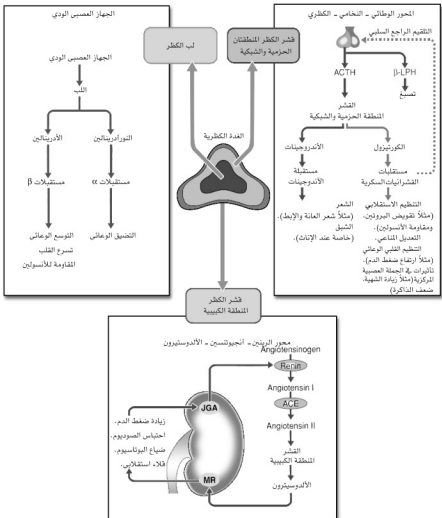 الجهاز العصبي الودي
الجهاز العصبي الودي
اللب
النورأدرينالين
الأدرينالين
مستقبلات α
مستقبلات β
التضيق الوعائي
التوسع الوعائي
تسرع القلب
المقاومة للأنسولين
لب الكظر
قشر الكظر المنطقتان
الحزمية والشبكية
الغدة الكظرية
قشر الكظر
المنطقة الكبيبية
المحور الوطائي - النخامي - الكظري
التلقيم الراجع السلبي
ACTH
β-LPH
تصبغ
القشر
المنطقة الحزمية والشبكية
الأندروجينات
الكورتيزول
مستقبلة
الأندروجينات
مستقبلات
القشرانيات السكرية
الشعر
(مثلاً شعر العانة والإبط).
الشبق
(خاصة عند الإناث).
التنظيم الاستقلابي
(مثلاً تقويض البروتين،
ومقاومة الأنسولين).
التعديل المناعي.
التنظيم القلبي الوعائي
(مثلاً ارتفاع ضغط الدم).
تأثيرات في الجملة العصبية
المركزية (مثلاً زيادة الشهية،
ضعف الذاكرة)
محور الرينين - أنجيوتنسين - الألدوستيرون
Angiotensinogen
Renin
Angiotensin I
ACE
Angiotensin II
القشر
المنطقة الكبيبية
الألدوسيترون
JGA
MR
زيادة ضغط الدم.
احتباس الصوديوم.
ضياع البوتاسيوم.
قلاء استقلابي.